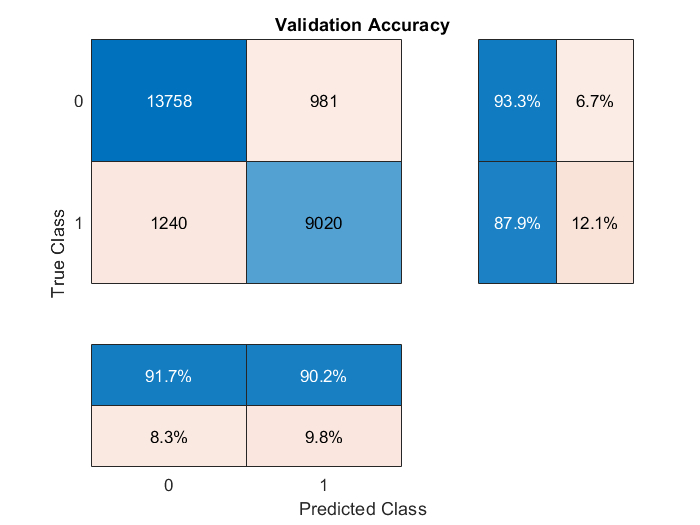 Validation Accuracy
0 13758 981 93.3% 6.7%
1 1240 9020 87.9% 12.1%
True Class
91.7% 90.2%
8.3% 9.8%
0 1
Predicted Class